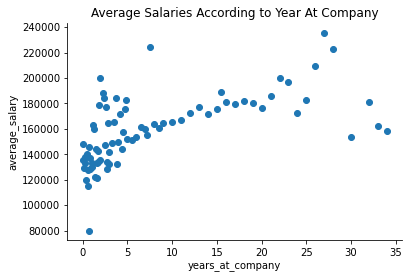 Average Salaries According to Year At Company
average_salary
240000
220000
200000
180000
160000
140000
120000
100000
80000
0 5 10 15 20 25 30 35
years_at_company